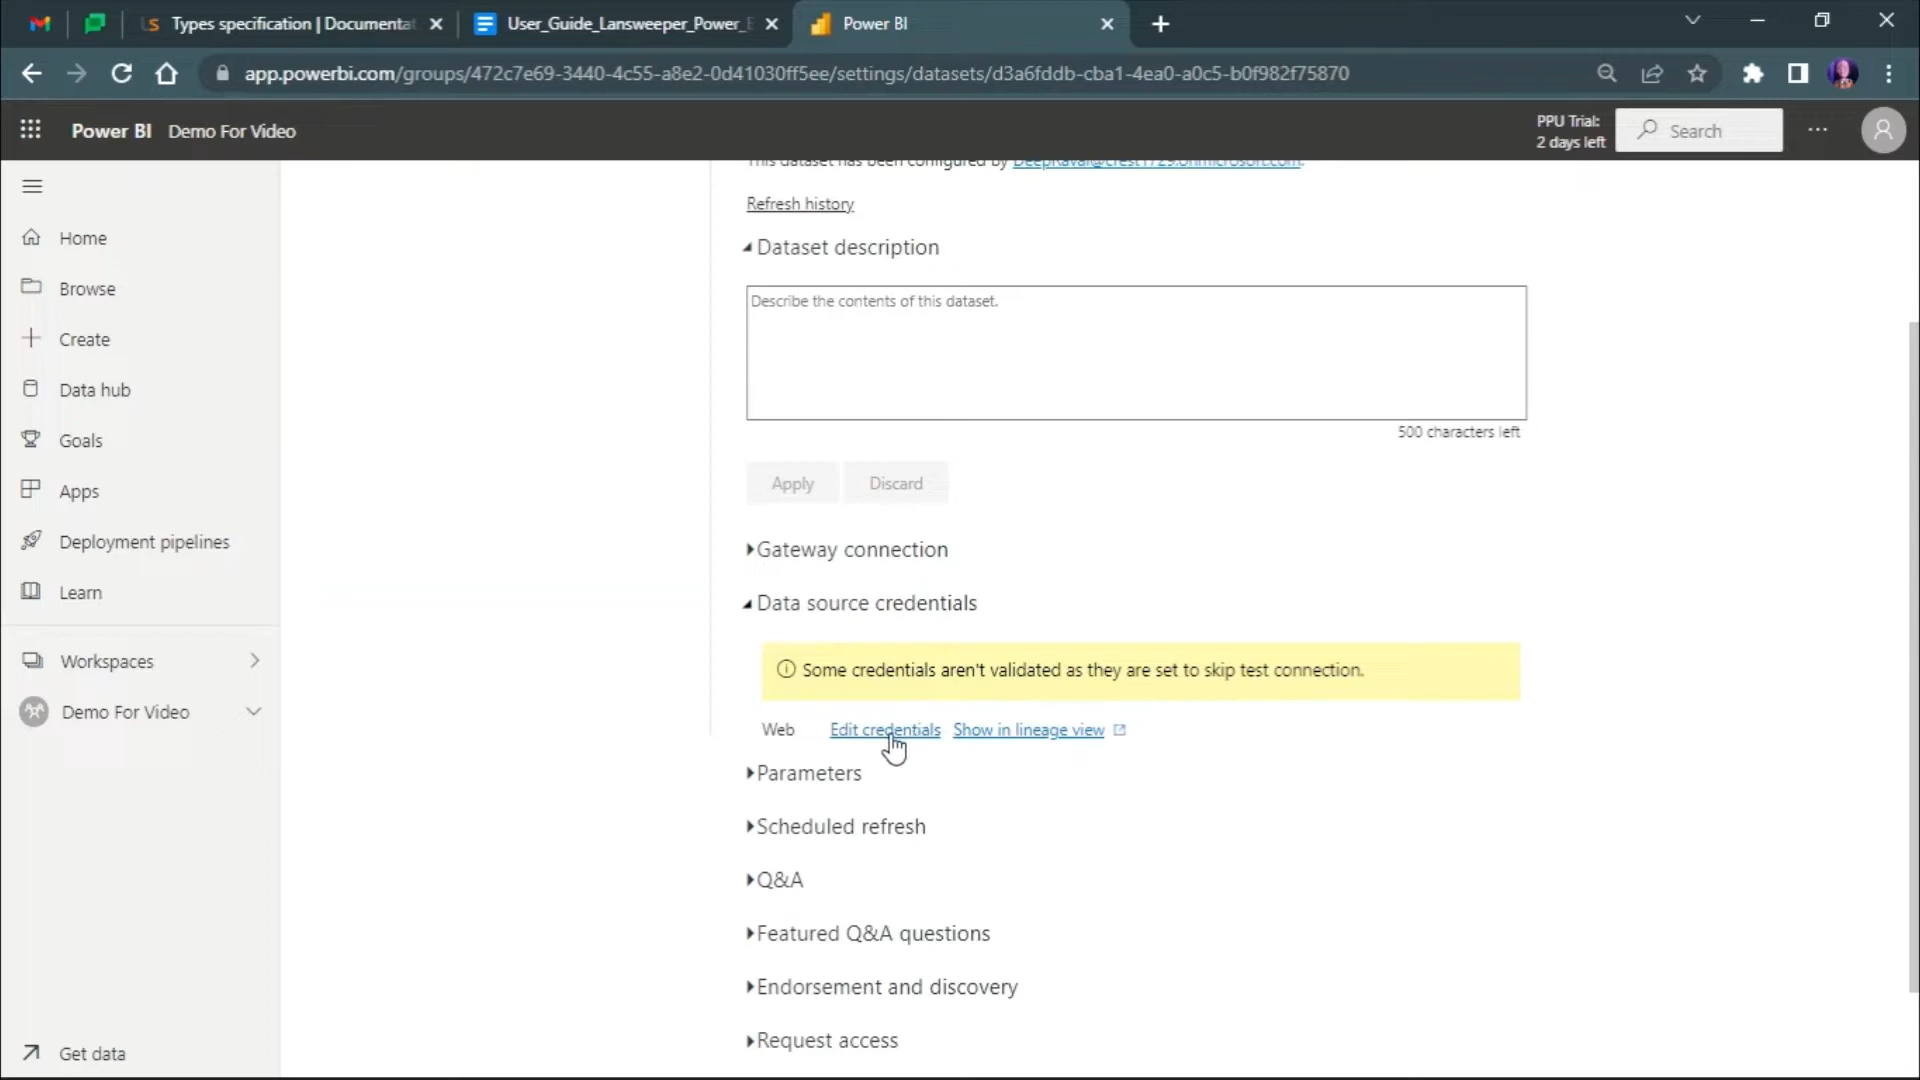 Types specification | Documentat
User_Guide_Lansweeper_Power_B
Power BI
app.powerbi.com/groups/472c7e69-3440-4c55-a8e2-0d41030ff5ee/settings/datasets/d3a6fddb-cba1-4ea0-a0c5-b0f982f75870
Power BI Demo For Video
PPU Trial:
2 days left
Search
This dataset has been configured by DeepRaval@crest1729.onmicrosoft.com.
Refresh history
Home
Dataset description
Browse
Describe the contents of this dataset.
Create
Data hub
500 characters left
Goals
Apply Discard
Apps
Deployment pipelines
Gateway connection
Learn
Data source credentials
Workspaces
Some credentials aren't validated as they are set to skip test connection.
Demo For Video
Web Edit credentials Show in lineage view
Parameters
Scheduled refresh
Q&A
Featured Q&A questions
Endorsement and discovery
Request access
Get data